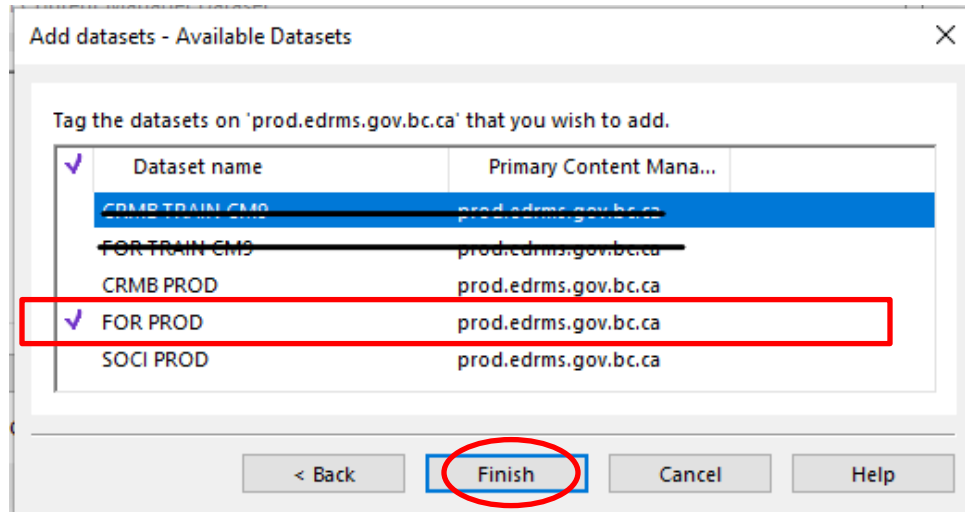 Add datasets - Available Datasets
Tag the datasets on 'prod.edrms.gov.bc.ca' that you wish to add.
Dataset name Primary Content Mana...
CRMB TRAIN CM9 prod.edrms.gov.bc.ca
FOR TRAIN CM9 prod.edrms.gov.bc.ca
CRMB PROD prod.edrms.gov.bc.ca
FOR PROD prod.edrms.gov.bc.ca
SOCI PROD prod.edrms.gov.bc.ca
< Back Finish Cancel Help